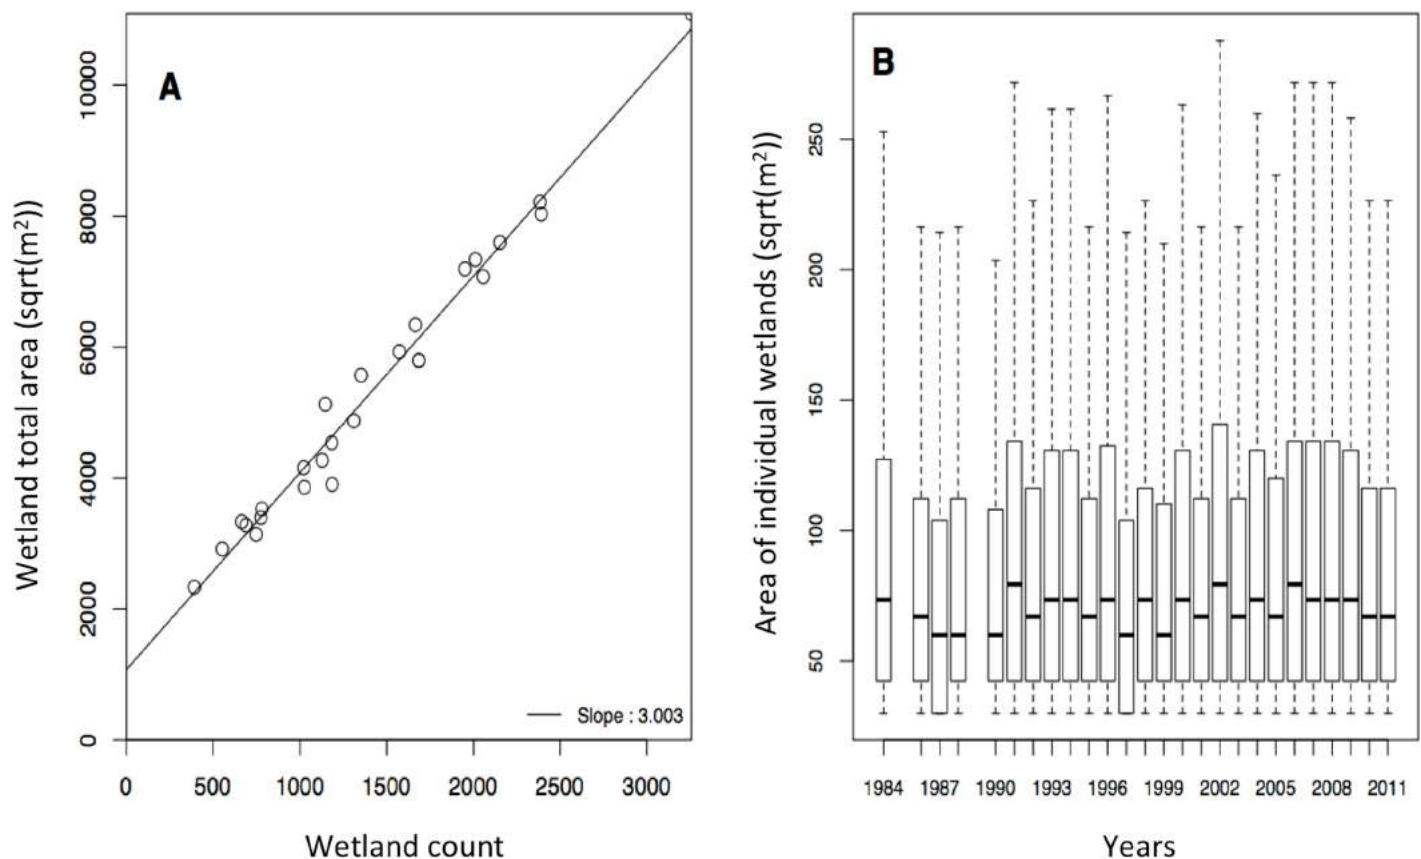 A
Wetland total area (sqrt(m²))
10000
8000
6000
4000
2000
0
Slope : 3.003
0 500 1000 1500 2000 2500 3000
Wetland count
B
Area of individual wetlands (sqrt(m²))
250
200
150
100
50
1984 1987 1990 1993 1996 1999 2002 2005 2008 2011
Years